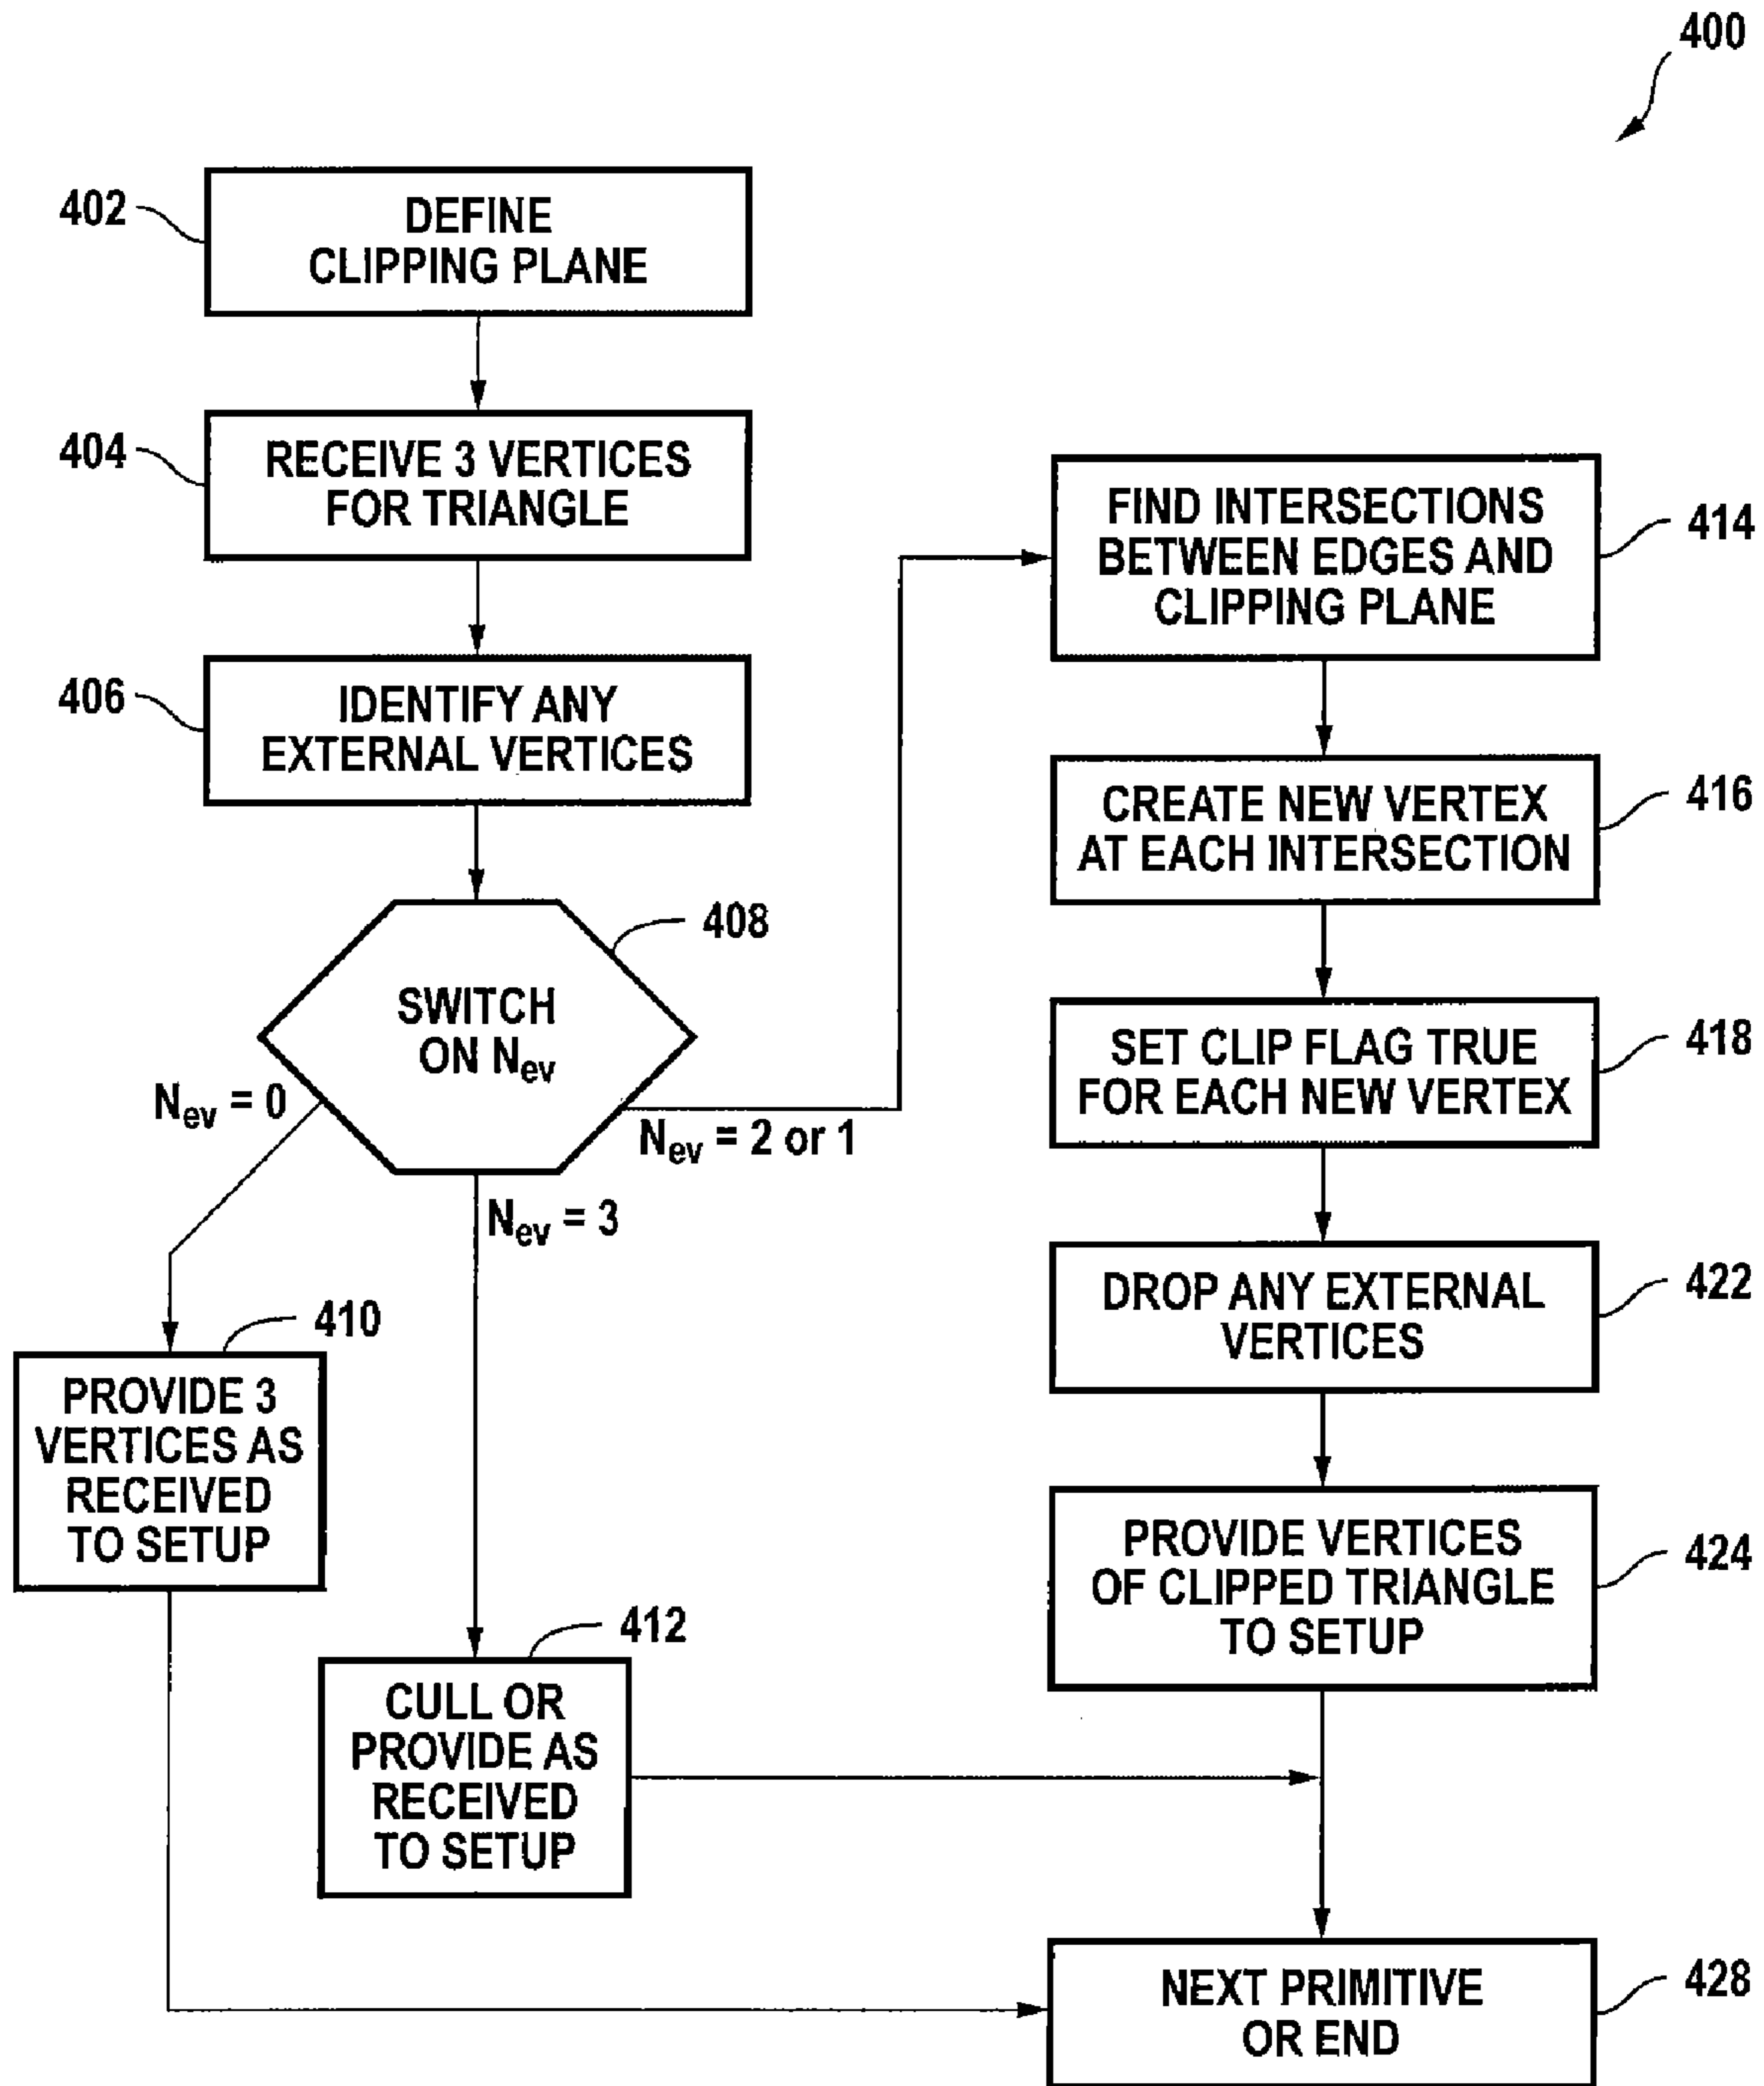 400
402
DEFINE
CLIPPING PLANE
404
RECEIVE 3 VERTICES
FOR TRIANGLE
406
IDENTIFY ANY
EXTERNAL VERTICES
408
SWITCH
ON Nev
Nev = 0
Nev = 2 or 1
Nev = 3
410
PROVIDE 3
VERTICES AS
RECEIVED
TO SETUP
412
CULL OR
PROVIDE AS
RECEIVED
TO SETUP
FIND INTERSECTIONS
BETWEEN EDGES AND
CLIPPING PLANE
414
CREATE NEW VERTEX
AT EACH INTERSECTION
416
SET CLIP FLAG TRUE
FOR EACH NEW VERTEX
418
DROP ANY EXTERNAL
VERTICES
422
PROVIDE VERTICES
OF CLIPPED TRIANGLE
TO SETUP
424
NEXT PRIMITIVE
OR END
428